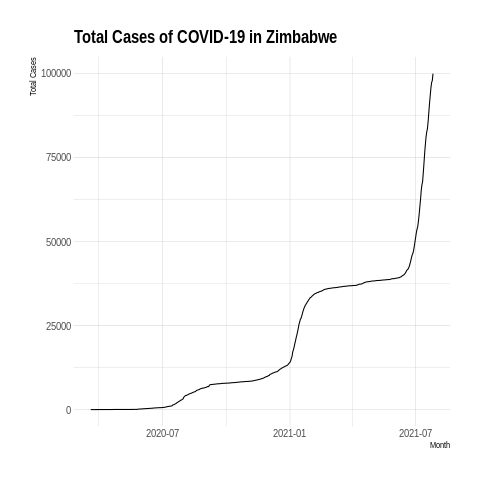 Total Cases of COVID-19 in Zimbabwe
Total Cases
100000
75000
50000
25000
0
2020-07
2021-01
2021-07
Month